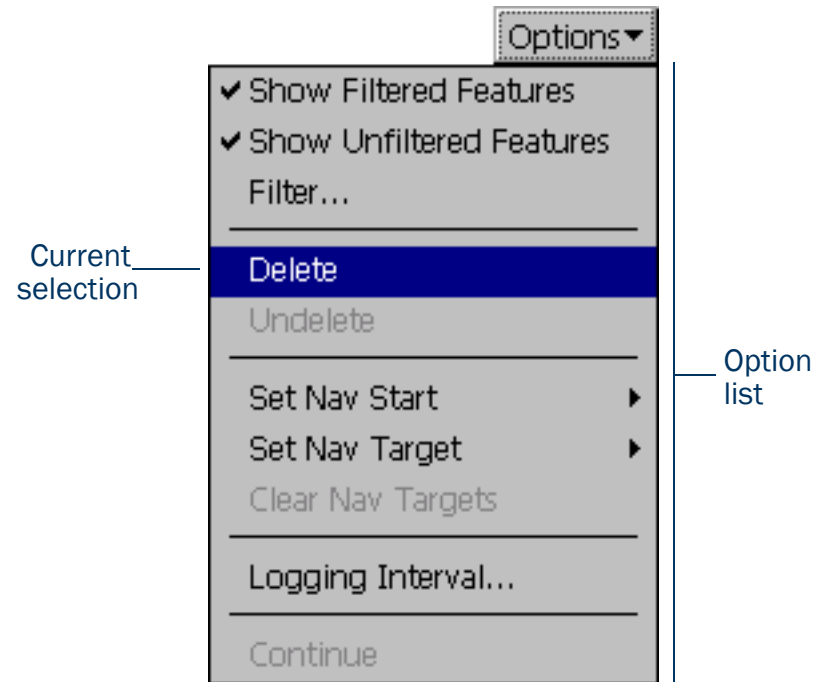 Options
Show Filtered Features
Show Unfiltered Features
Filter...
Current
selection
Delete
Undelete
Option
list
Set Nav Start
Set Nav Target
Clear Nav Targets
Logging Interval...
Continue